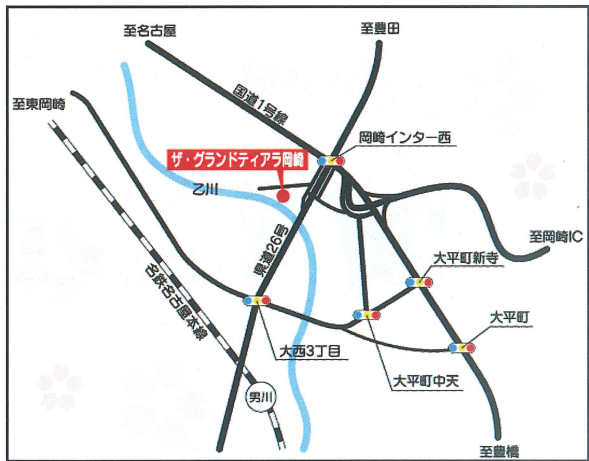 至名古屋
至豊田
国道1号線
至東岡崎
岡崎インター西
ザ・グランドティアラ岡崎
乙川
至岡崎IC
県道26号
大平町新寺
名鉄名古屋本線
大平町
大西3丁目
大平町中天
男川
至豊橋